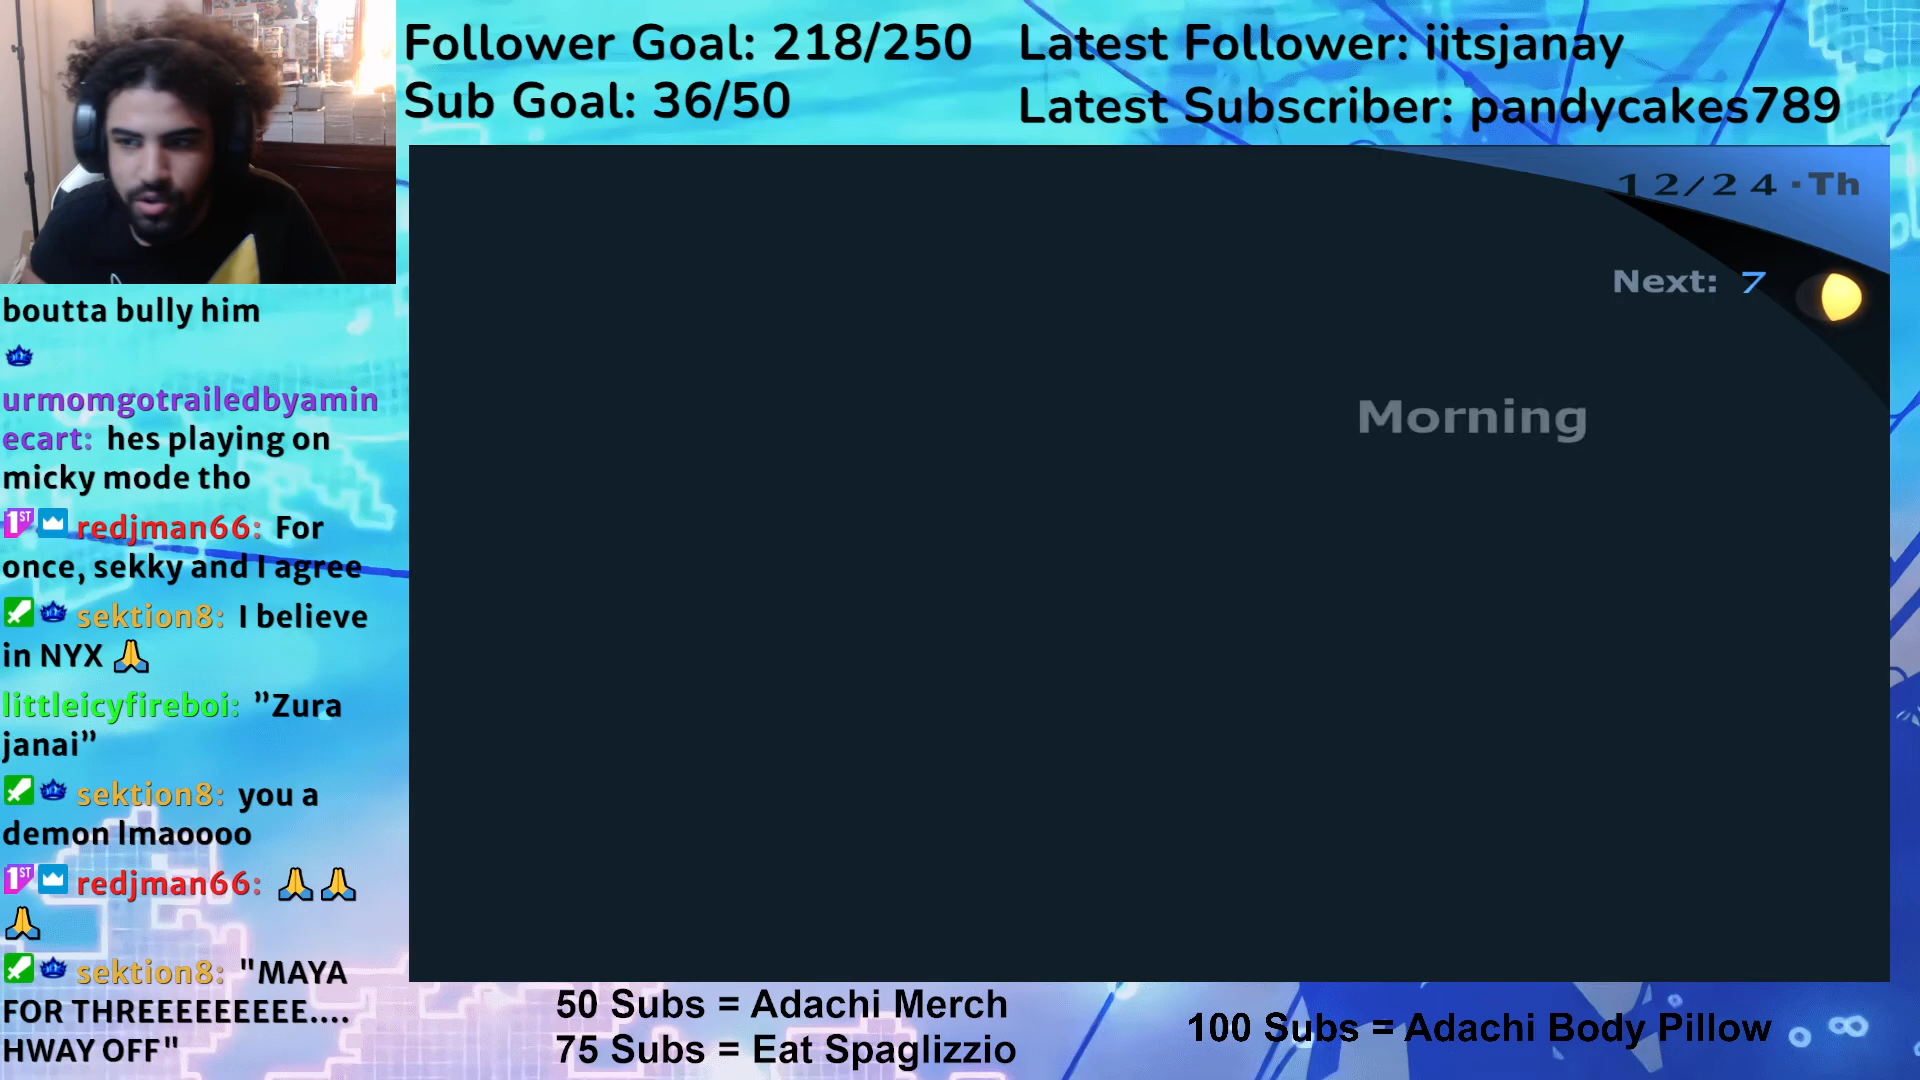 Follower Goal: 218/250
Sub Goal: 36/50
Latest Follower: iitsjanay
Latest Subscriber: pandycakes789
12/24·Th
Next: 7
Morning
boutta bully him
urmomgotrailedbyamin
ecart: hes playing on
micky mode tho
1ST redjman66: For
once, sekky and I agree
sektion8: I believe
in NYX 🙏
littleicyfireboi: ”Zura
janai”
sektion8: you a
demon lmaoooo
1ST redjman66: 🙏🙏
🙏
sektion8: "MAYA
FOR THREEEEEEEEE....
HWAY OFF"
50 Subs = Adachi Merch
75 Subs = Eat Spaglizzio
100 Subs = Adachi Body Pillow